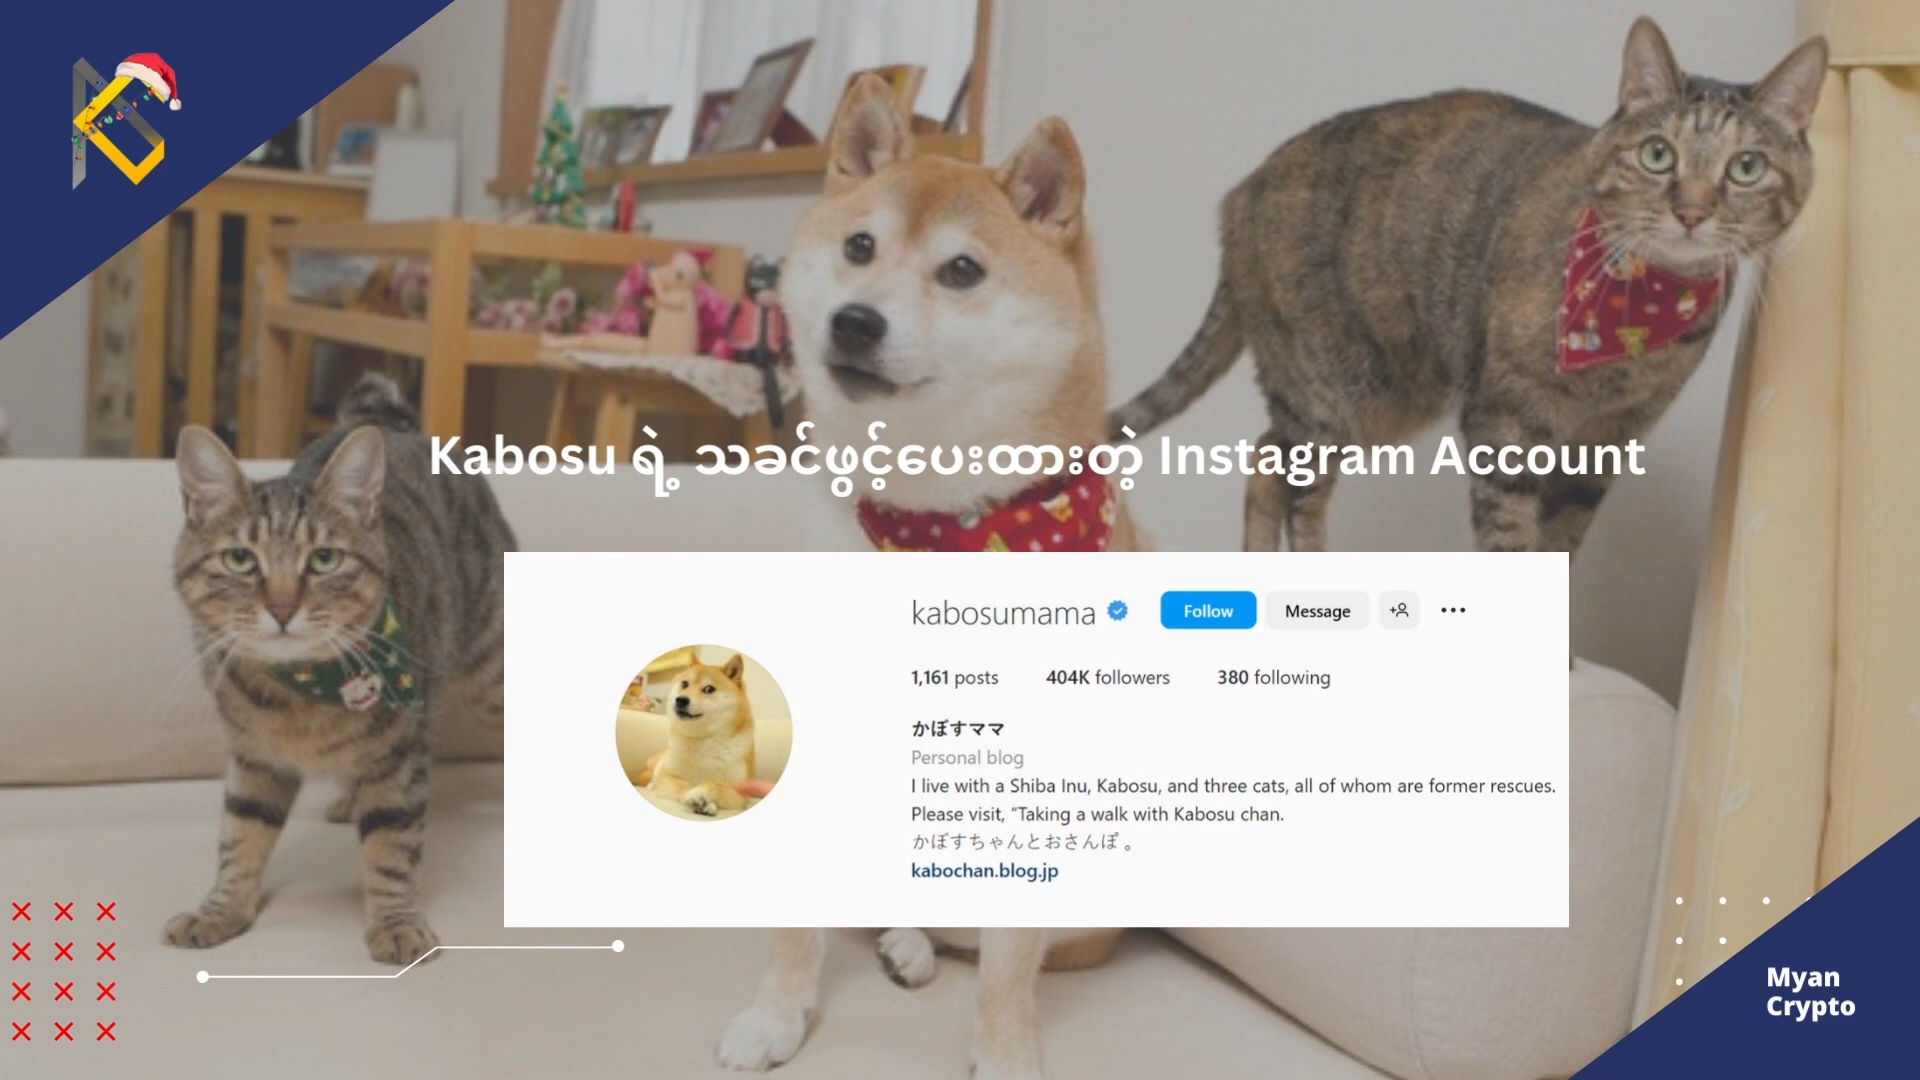 Kabosu ရဲ့ သခင်ဖွင့်ပေးထားတဲ့ Instagram Account
kabosumama Follow Message
1,161 posts 404K followers 380 following
かぼすママ
Personal blog
I live with a Shiba Inu, Kabosu, and three cats, all of whom are former rescues.
Please visit, “Taking a walk with Kabosu chan.
かぼすちゃんとおさんぽ 。
kabochan.blog.jp
Myan
Crypto